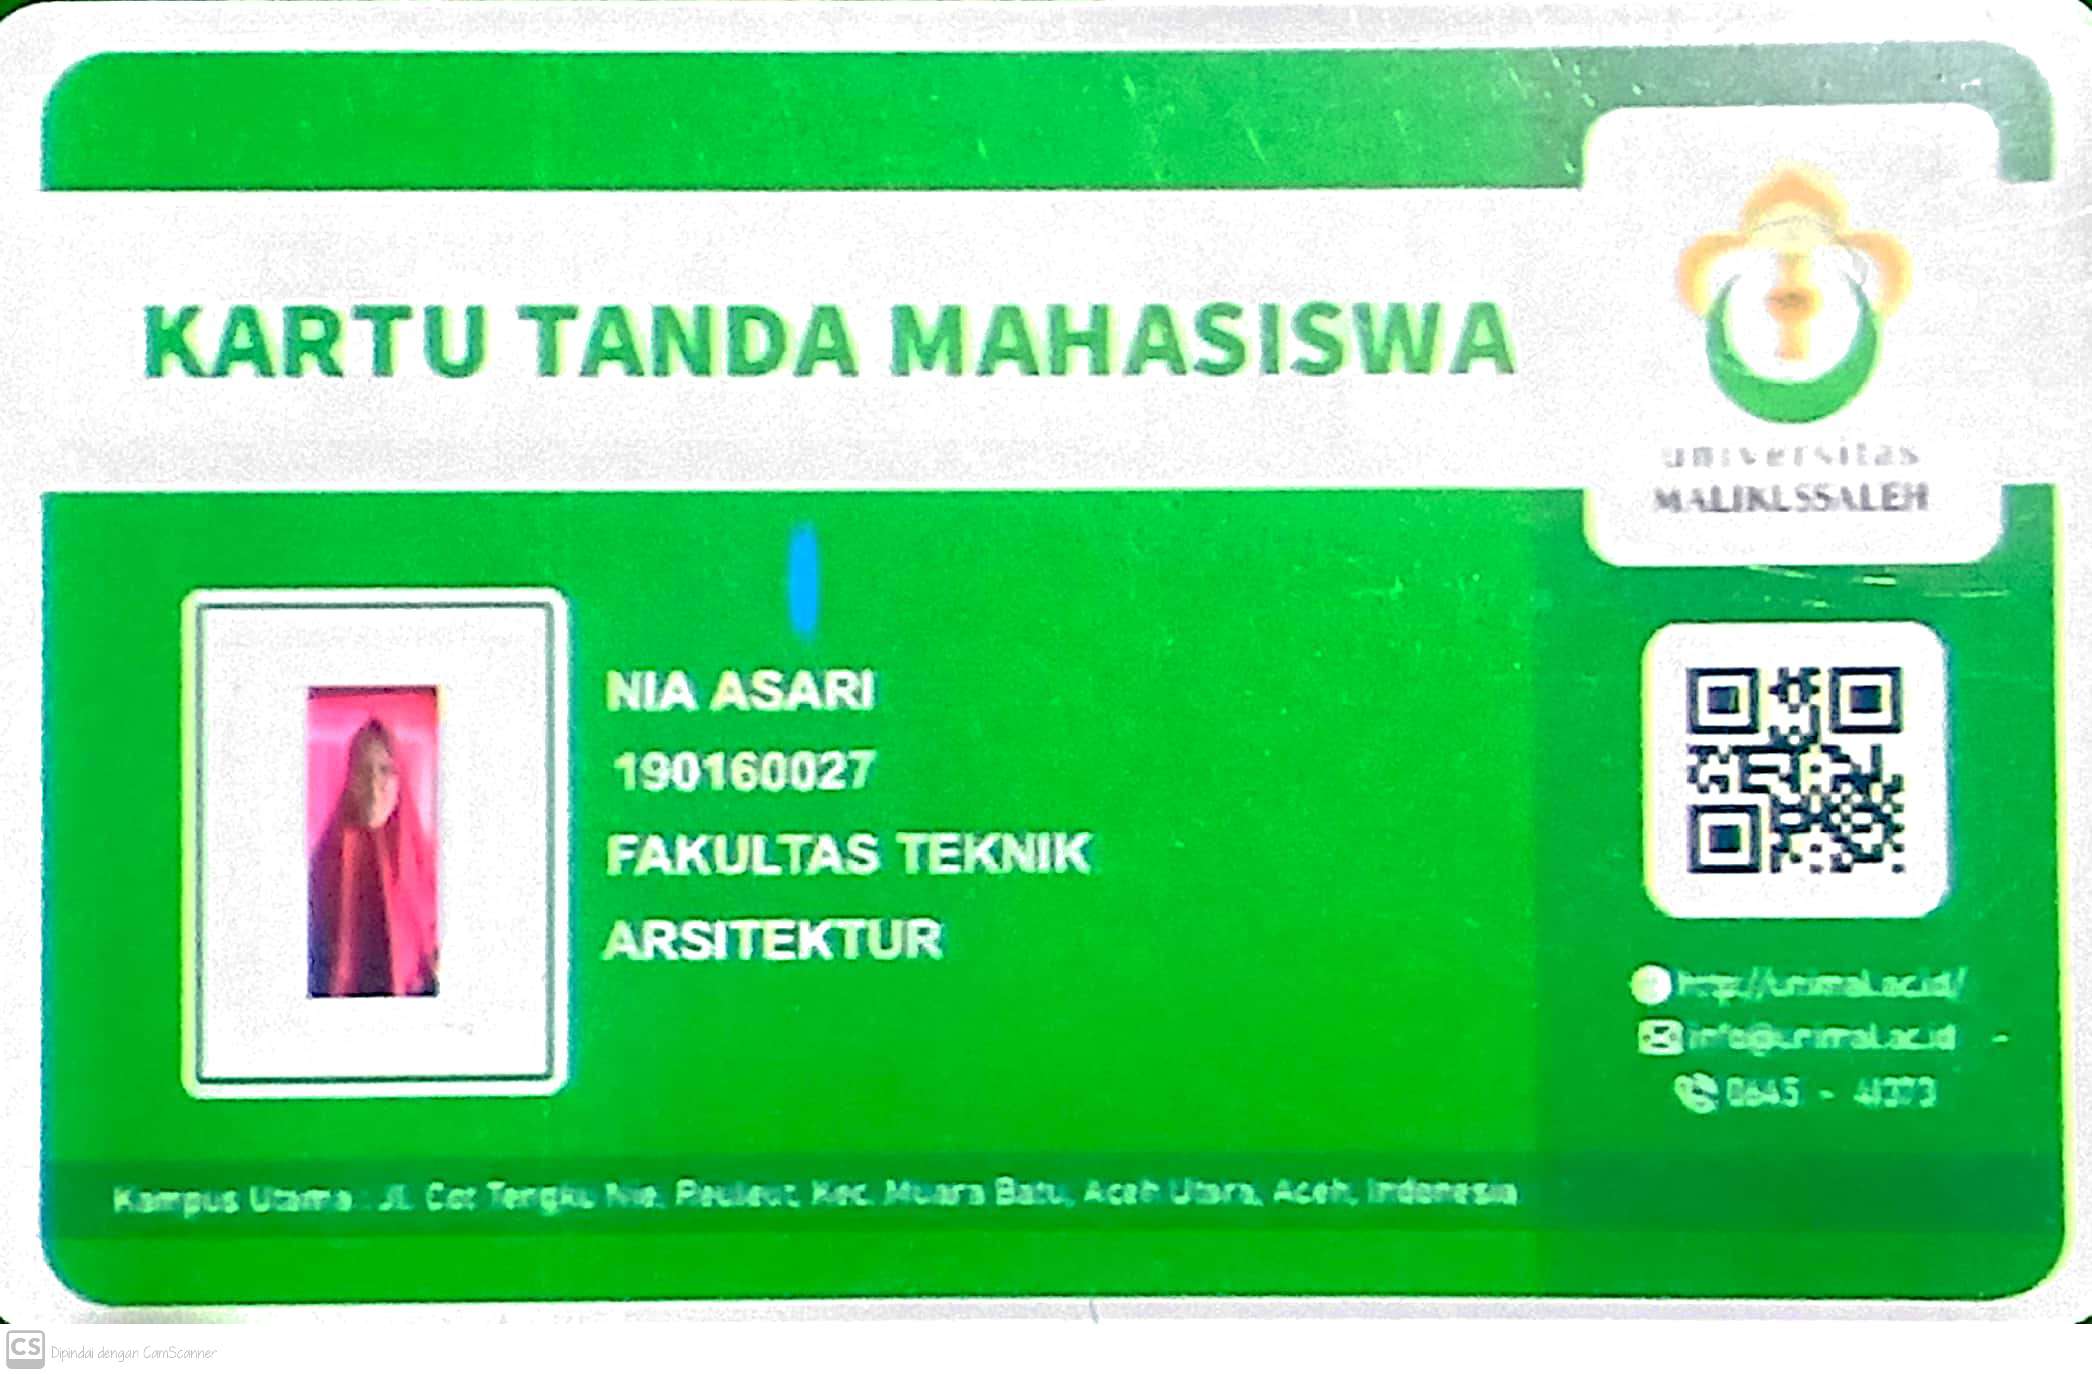 KARTU TANDA MAHASISWA
universitas
MALIKUSSALEH
NIA ASARI
190160027
FAKULTAS TEKNIK
ARSITEKTUR
http://unimal.ac.id/
info@unimal.ac.id
0645 - 41373
Kampus Utama : Jl. Cot Tengku Nie, Reuleut, Kec. Muara Batu, Aceh Utara, Aceh, Indonesia
CS Dipindai dengan CamScanner